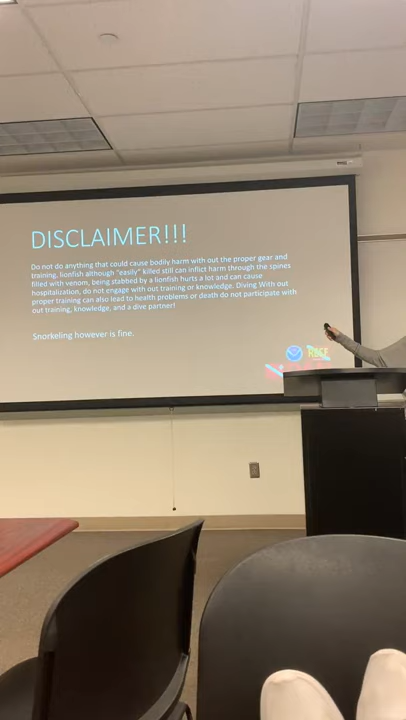 DISCLAIMER!!!
Do not do anything that could cause bodily harm with out the proper gear and
training, lionfish although "easily" killed still can inflict harm through the spines
filled with venom, being stabbed by a lionfish hurts a lot and can cause
hospitalization, do not engage with out training or knowledge. Diving With out
proper training can also lead to health problems or death do not participate with
out training, knowledge, and a dive partner!
Snorkeling however is fine.